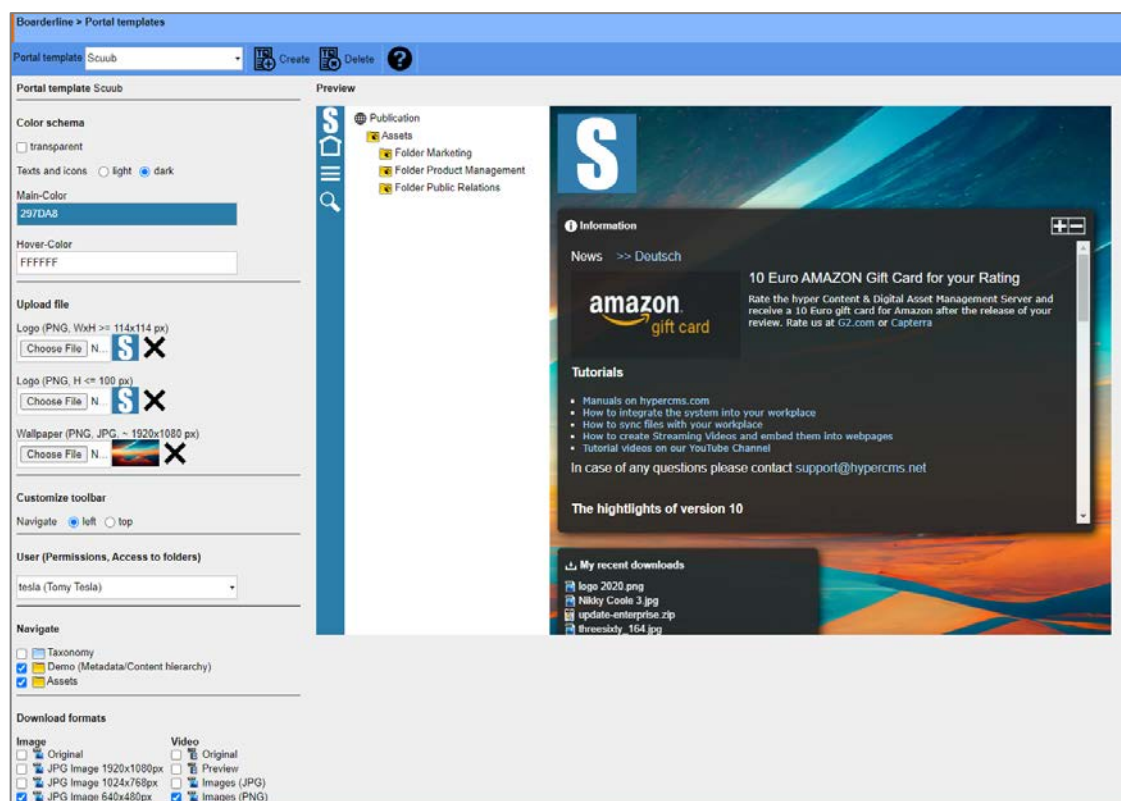 Boarderline > Portal templates
Portal template Scuub Create Delete ?
Portal template Scuub
Color schema
transparent
Texts and icons light dark
Main-Color
297DA8
Hover-Color
FFFFFF
Upload file
Logo (PNG, WxH >= 114x114 px)
Choose File N... S
Logo (PNG, H <= 100 px)
Choose File N... S
Wallpaper (PNG, JPG, ~ 1920x1080 px)
Choose File N...
Customize toolbar
Navigate left top
User (Permissions, Access to folders)
tesla (Tomy Tesla)
Navigate
Taxonomy
Demo (Metadata/Content hierarchy)
Assets
Download formats
Image Video
Original Original
JPG Image 1920x1080px Preview
JPG Image 1024x768px Images (JPG)
JPG Image 640x480px Images (PNG)
Preview
S
Publication
Assets
Folder Marketing
Folder Product Management
Folder Public Relations
S
Information
News >> Deutsch
amazon
gift card
10 Euro AMAZON Gift Card for your Rating
Rate the hyper Content & Digital Asset Management Server and
receive a 10 Euro gift card for Amazon after the release of your
review. Rate us at G2.com or Capterra
Tutorials
Manuals on hypercms.com
How to integrate the system into your workplace
How to sync files with your workplace
How to create Streaming Videos and embed them into webpages
Tutorial videos on our YouTube Channel
In case of any questions please contact support@hypercms.net
The hightlights of version 10
My recent downloads
logo 2020.png
Nikky Coole 3.jpg
update-enterprise.zip
threesixty_164.jpg